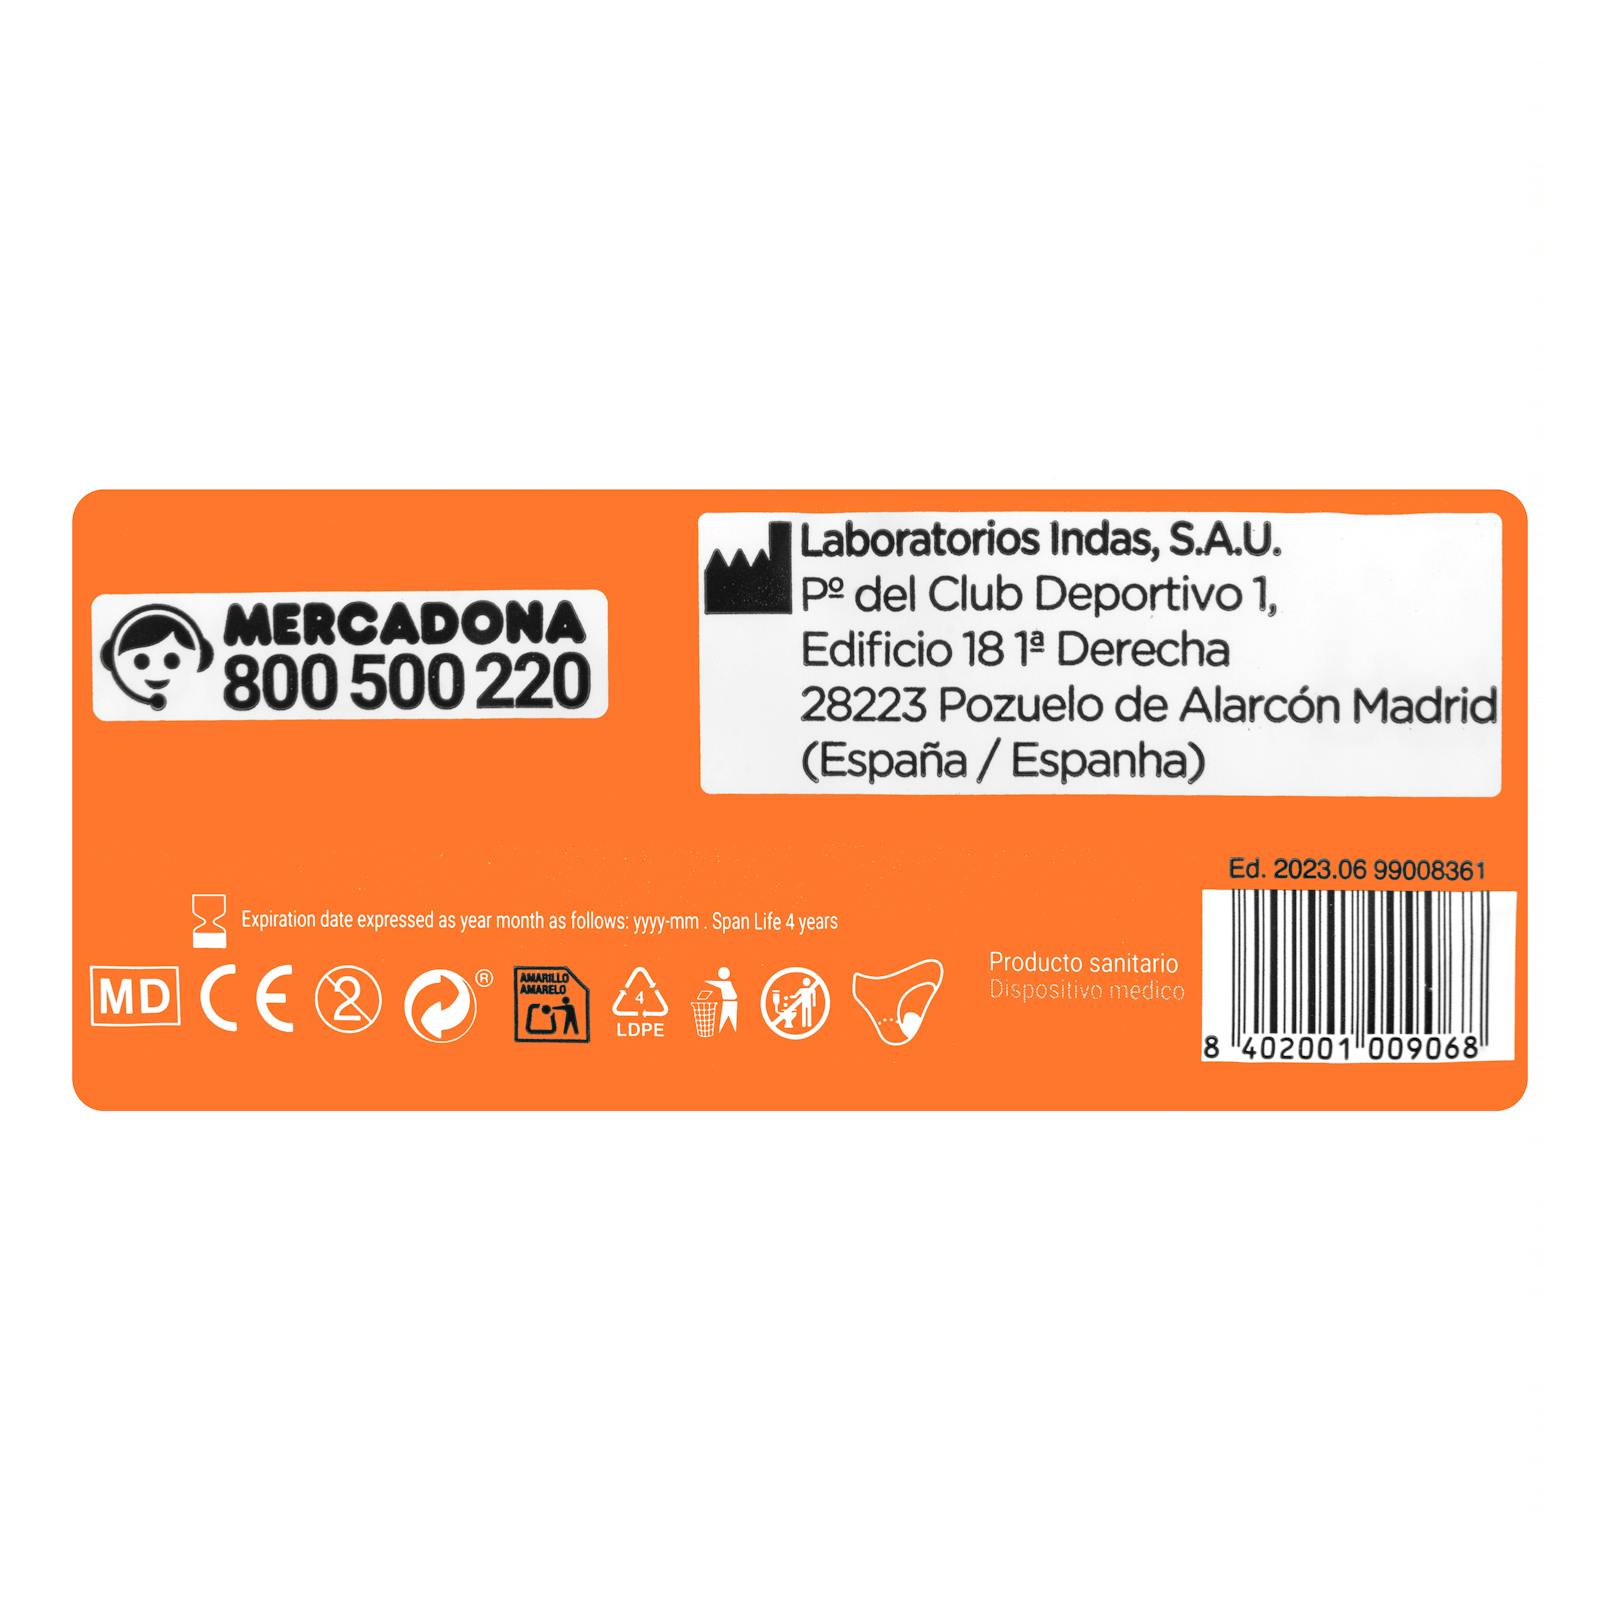 MERCADONA
800 500 220
Laboratorios Indas, S.A.U.
Pº del Club Deportivo 1,
Edificio 18 1ª Derecha
28223 Pozuelo de Alarcón Madrid
(España / Espanha)
Ed. 2023.06 99008361
Expiration date expressed as year month as follows: yyyy-mm . Span Life 4 years
MD
CE
2
®
AMARILLO
AMARELO
4
LDPE
Producto sanitario
Dispositivo médico
8 402001 009068